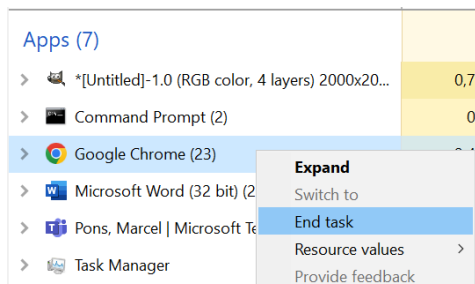 Apps (7)
*[Untitled]-1.0 (RGB color, 4 layers) 2000x20...
0,7
Command Prompt (2)
0
Google Chrome (23)
Expand
Microsoft Word (32 bit) (2
Switch to
End task
Pons, Marcel | Microsoft Te
Resource values
Task Manager
Provide feedback